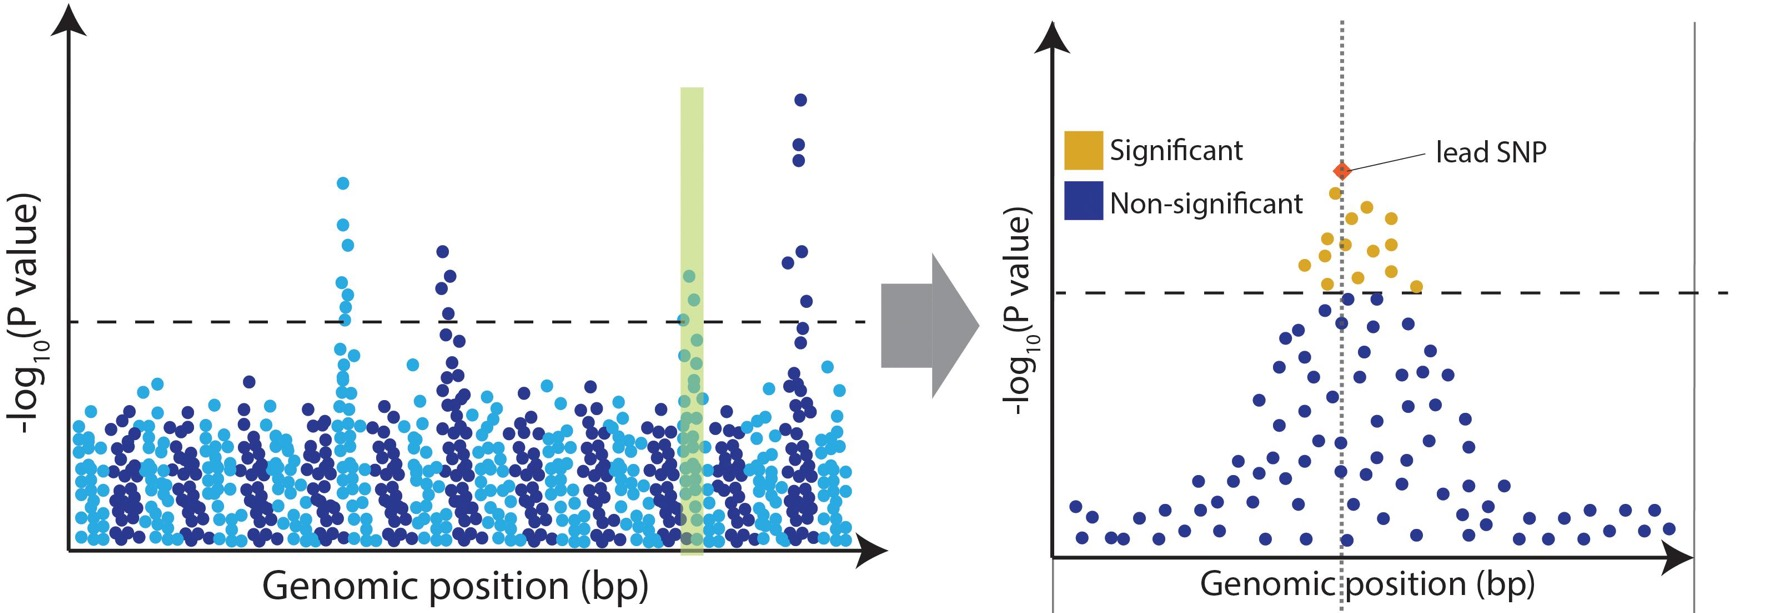 -log10(P value)
Genomic position (bp)
-log10(P value)
Significant
Non-significant
lead SNP
Genomic position (bp)